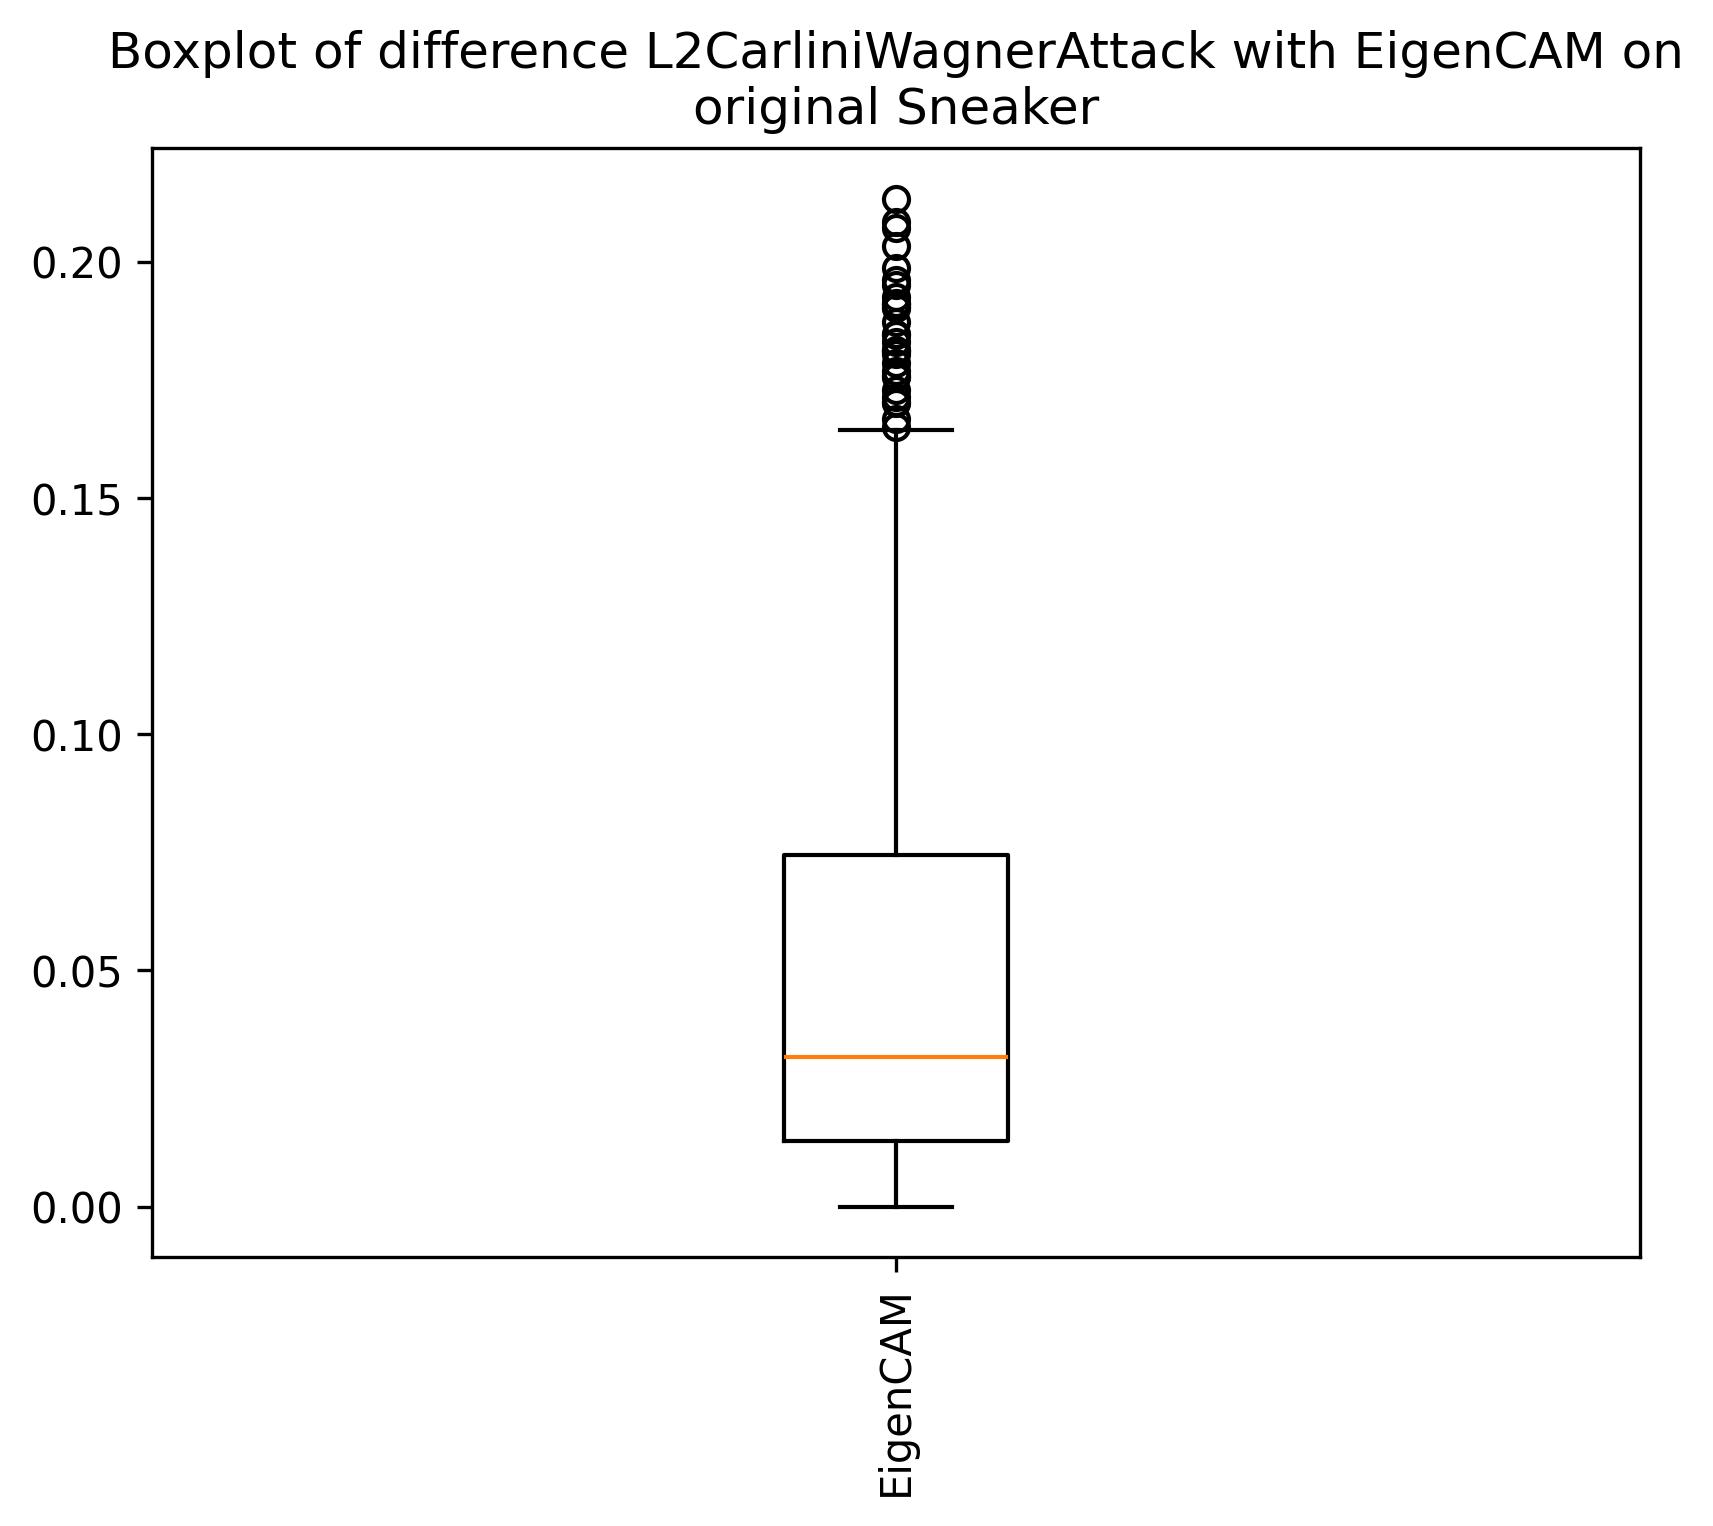 Boxplot of difference L2CarliniWagnerAttack with EigenCAM on
original Sneaker
0.20
0.15
0.10
0.05
0.00
EigenCAM